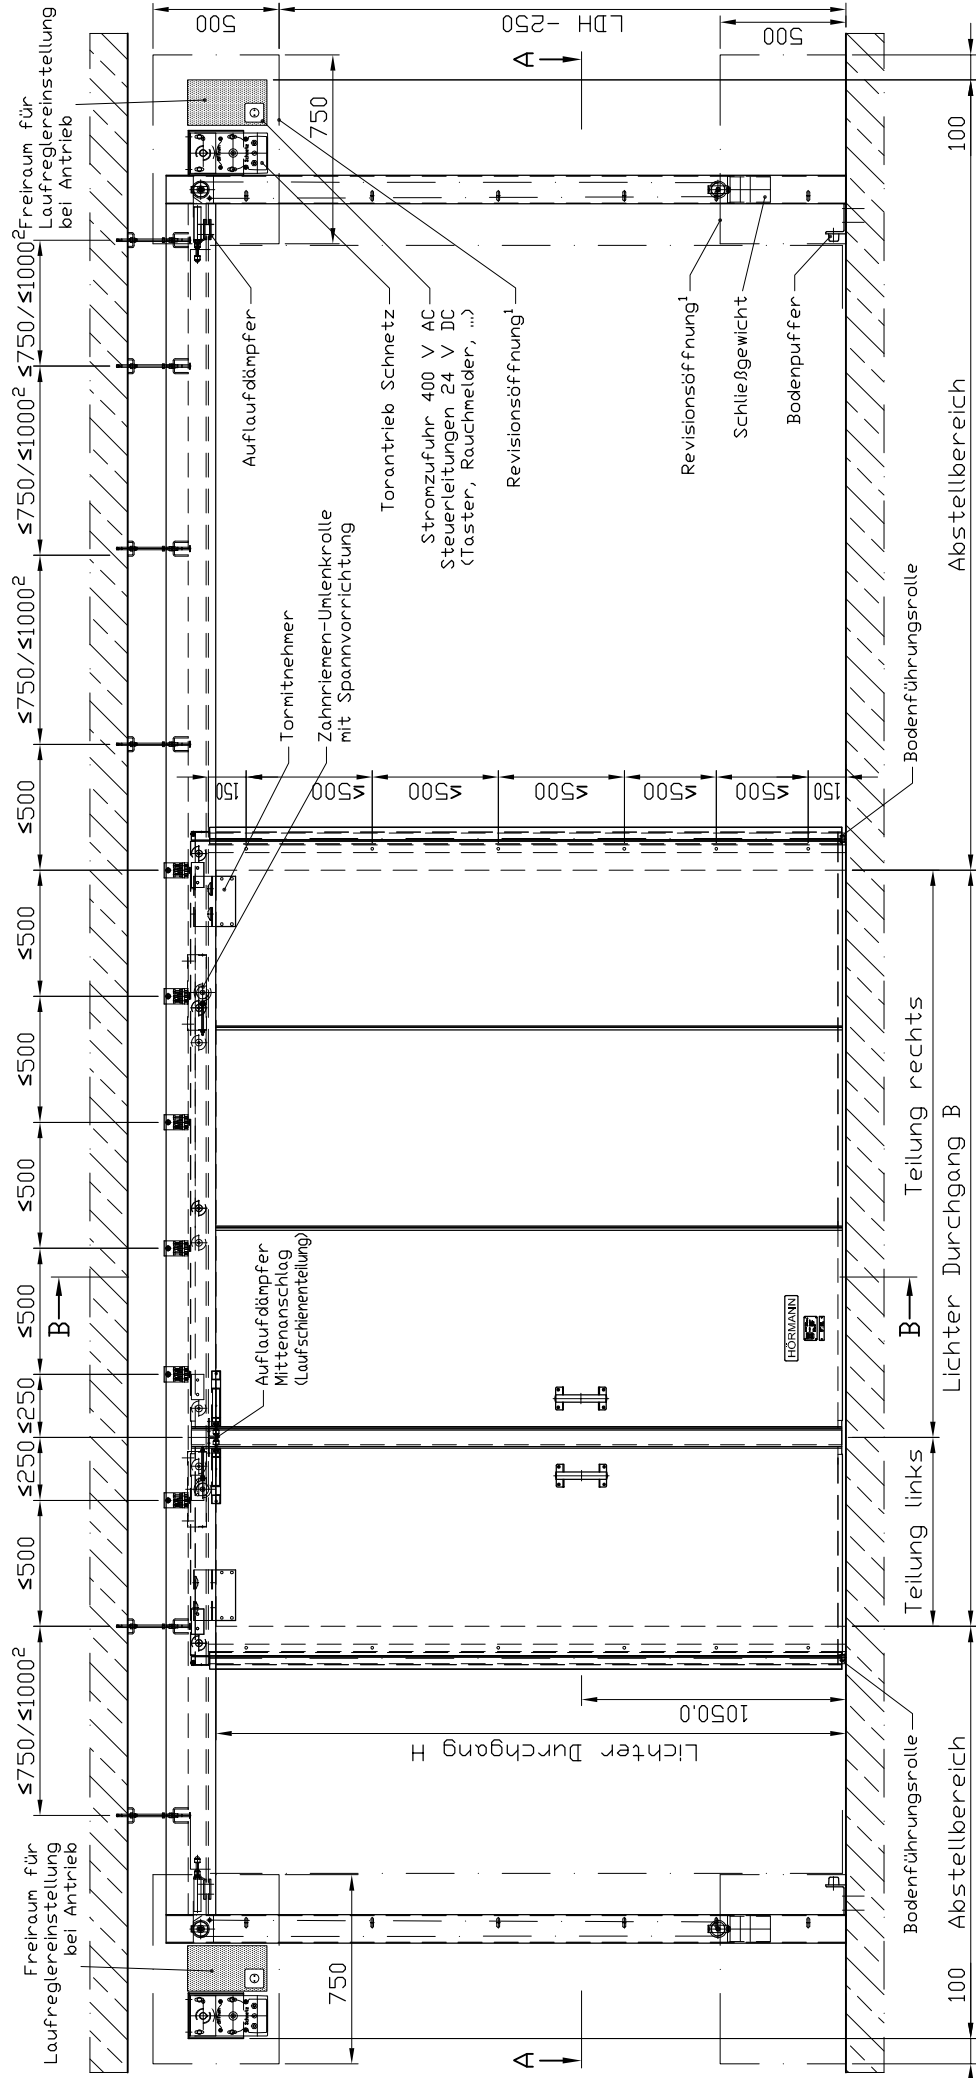 Freiraum für
Laufreglereinstellung
bei Antrieb
≤750/≤1000²
≤500
≤250
≤250
≤500
≤500
≤500
≤500
≤500
≤750/≤1000²
≤750/≤1000²
≤750/≤1000²
Freiraum für
Laufreglereinstellung
bei Antrieb
500
LDH -250
500
A
A
750
750
B
B
Auflaufdämpfer
Mittenanschlag
(Laufschienenteilung)
Tormitnehmer
Zahnriemen-Umlenkrolle
mit Spannvorrichtung
Auflaufdämpfer
Torantrieb Schnetz
Stromzufuhr 400 V AC
Steuerleitungen 24 V DC
(Taster, Rauchmelder, ...)
Revisionsöffnung¹
Revisionsöffnung¹
Schließgewicht
Bodenpuffer
150
≤500
≤500
≤500
≤500
≤500
150
1050.0
Lichter Durchgang H
HÖRMANN
Bodenführungsrolle
Bodenführungsrolle
Teilung links
Teilung rechts
100
Abstellbereich
Lichter Durchgang B
Abstellbereich
100